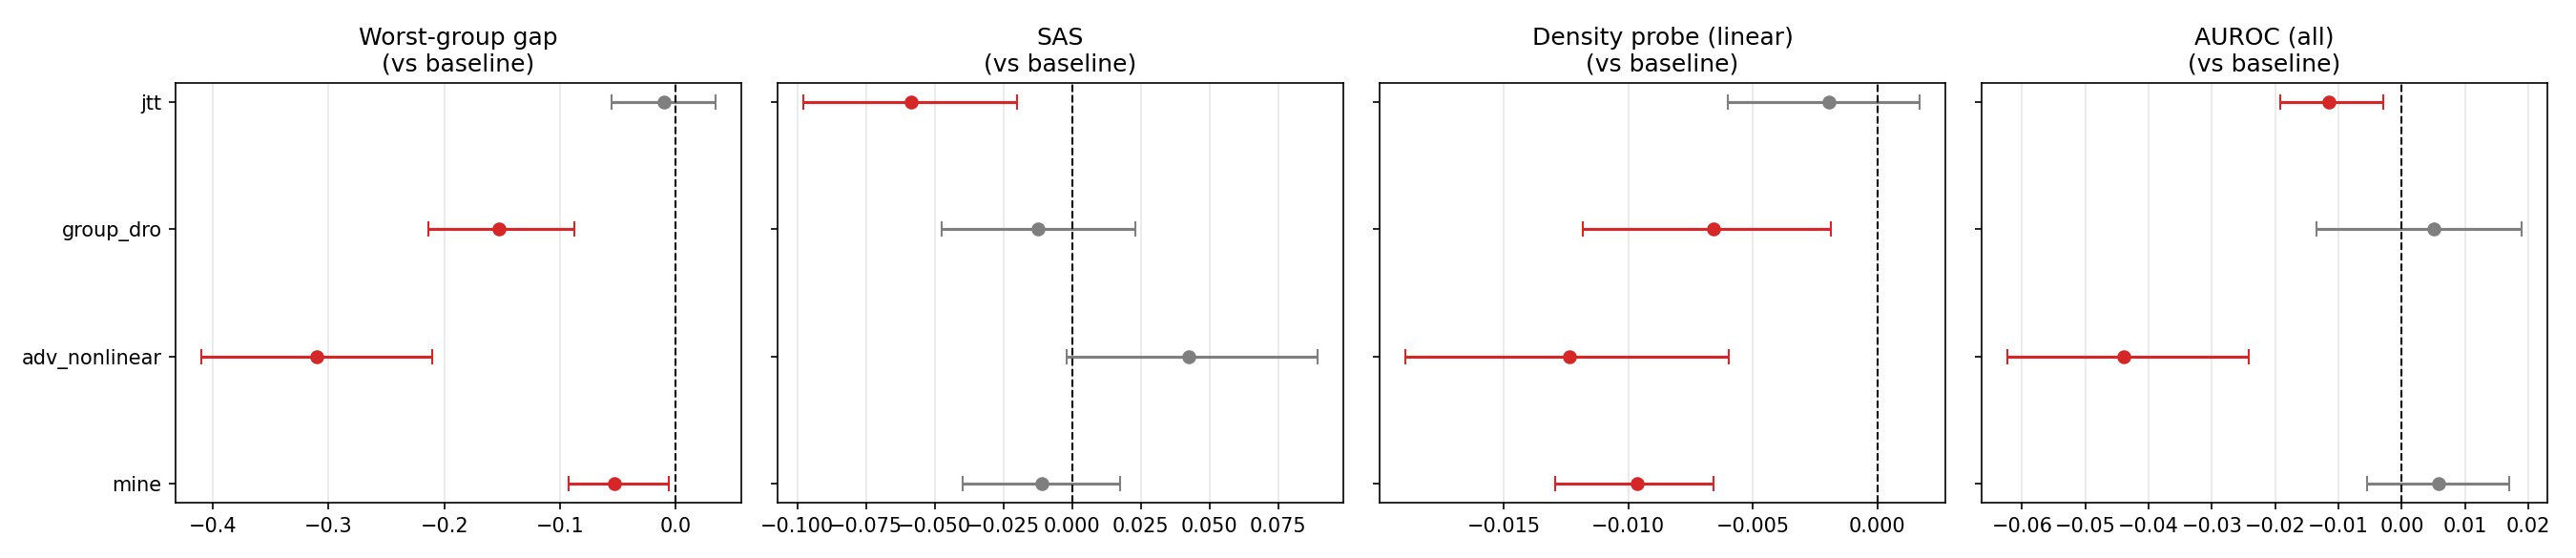 Worst-group gap
(vs baseline)
SAS
(vs baseline)
Density probe (linear)
(vs baseline)
AUROC (all)
(vs baseline)
jtt
group_dro
adv_nonlinear
mine
−0.4 −0.3 −0.2 −0.1 0.0
−0.100 −0.075 −0.050 −0.025 0.000 0.025 0.050 0.075
−0.015 −0.010 −0.005 0.000
−0.06 −0.05 −0.04 −0.03 −0.02 −0.01 0.00 0.01 0.02